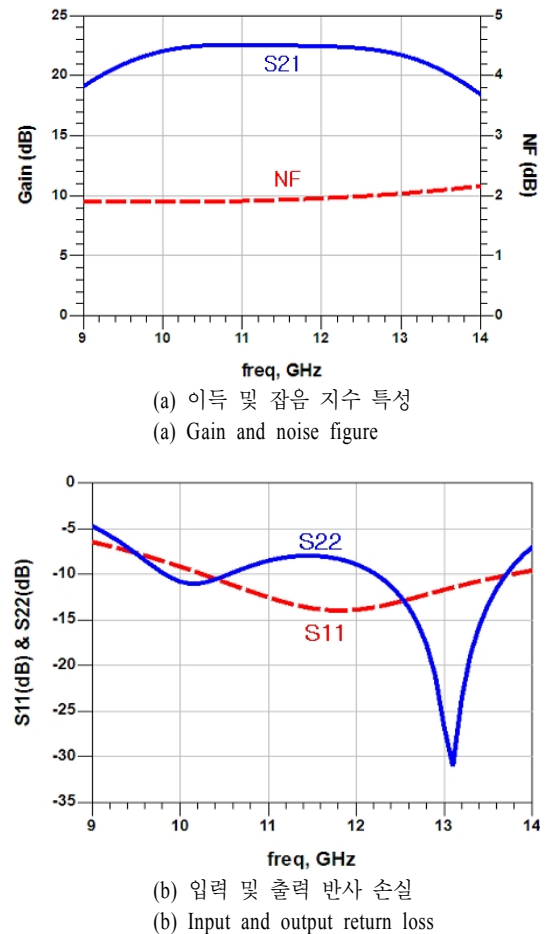 25
20
15
10
5
0
Gain (dB)
S21
NF
5
4
3
2
1
0
NF (dB)
9 10 11 12 13 14
freq, GHz
(a) 이득 및 잡음 지수 특성
(a) Gain and noise figure
0
-5
-10
-15
-20
-25
-30
-35
S11(dB) & S22(dB)
S22
S11
9 10 11 12 13 14
freq, GHz
(b) 입력 및 출력 반사 손실
(b) Input and output return loss